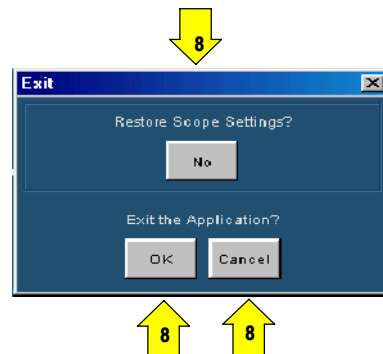 8
Exit
Restore Scope Settings?
No
Exit the Application?
OK Cancel
8 8